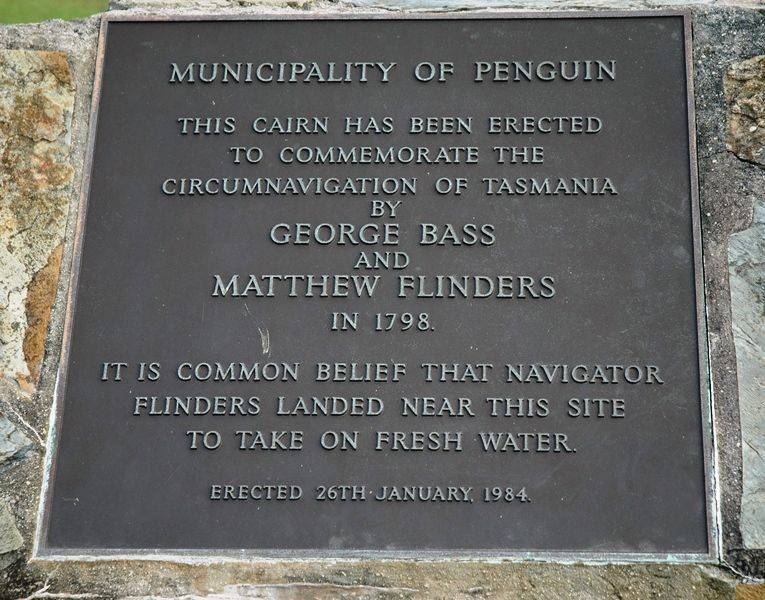 MUNICIPALITY OF PENGUIN
THIS CAIRN HAS BEEN ERECTED
TO COMMEMORATE THE
CIRCUMNAVIGATION OF TASMANIA
BY
GEORGE BASS
AND
MATTHEW FLINDERS
IN 1798.
IT IS COMMON BELIEF THAT NAVIGATOR
FLINDERS LANDED NEAR THIS SITE
TO TAKE ON FRESH WATER.
ERECTED 26TH JANUARY, 1984.